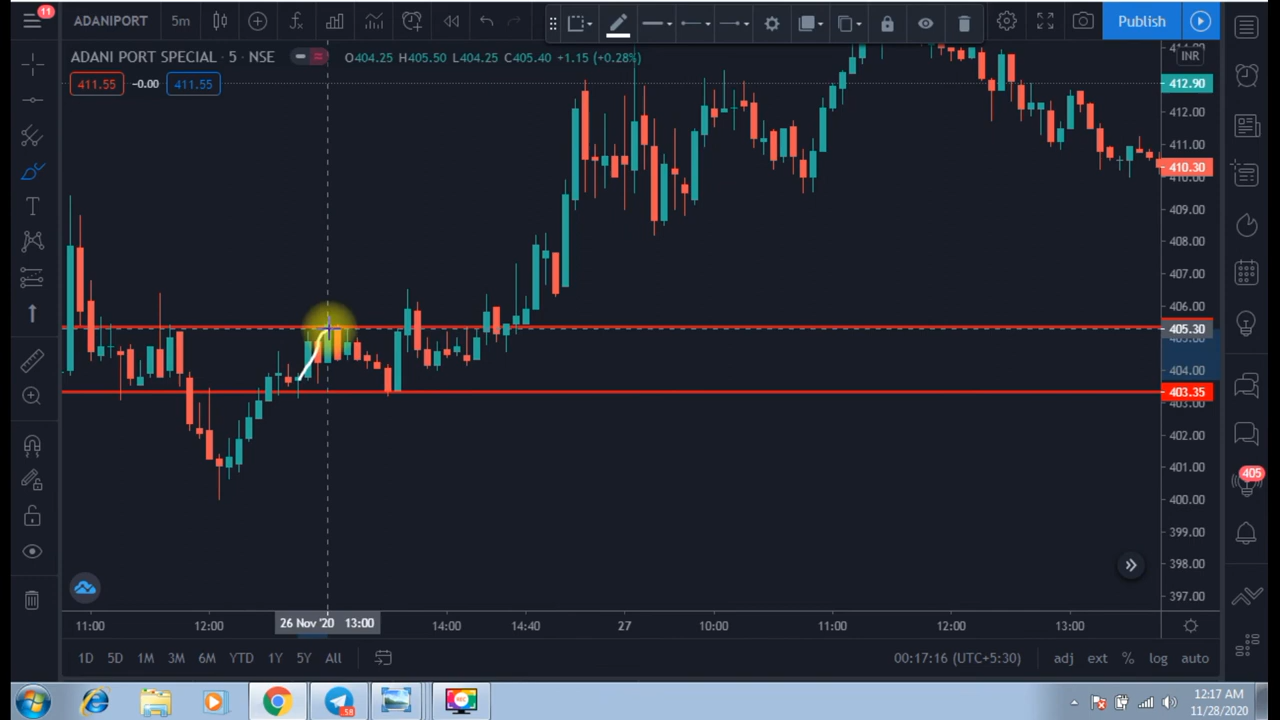 11
ADANIPORT 5m Publish
ADANI PORT SPECIAL · 5 · NSE O404.25 H405.50 L404.25 C405.40 +1.15 (+0.28%)
411.55 -0.00 411.55
INR
412.90
412.00
411.00
410.30
410.00
409.00
408.00
407.00
406.00
405.30
404.00
403.35
403.00
402.00
401.00
400.00
399.00
398.00
397.00
405
11:00 12:00 26 Nov '20 13:00 14:00 14:40 27 10:00 11:00 12:00 13:00
1D 5D 1M 3M 6M YTD 1Y 5Y All 00:17:16 (UTC+5:30) adj ext % log auto
58
REC
12:17 AM
11/28/2020